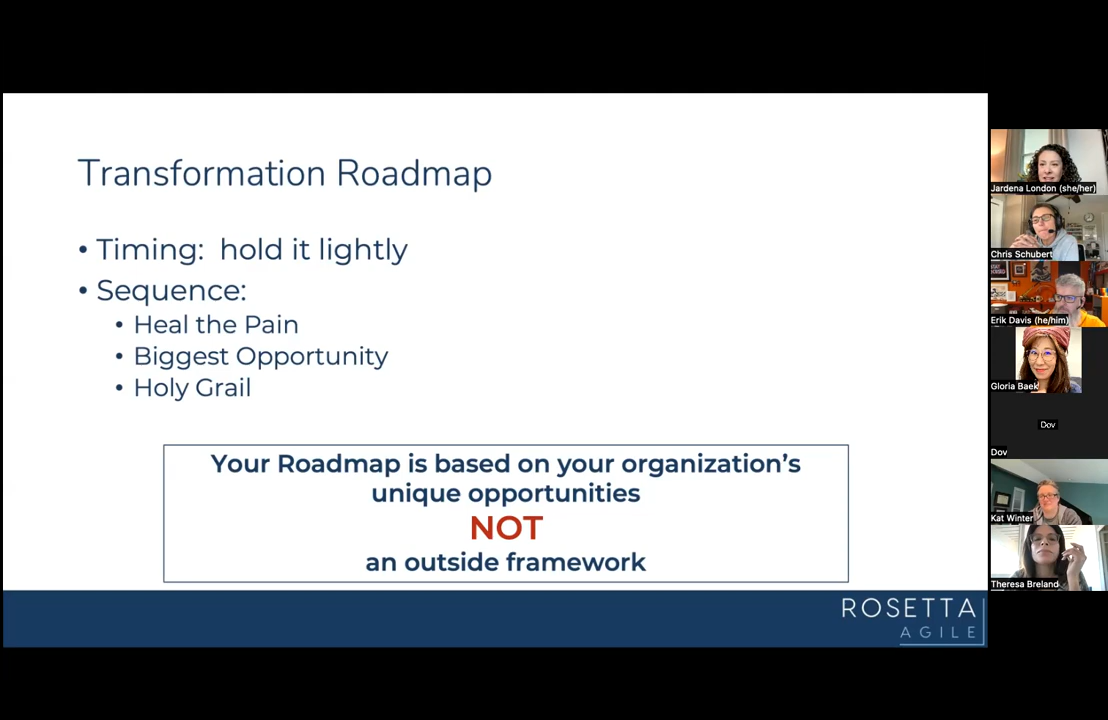 Transformation Roadmap
• Timing: hold it lightly
• Sequence:
• Heal the Pain
• Biggest Opportunity
• Holy Grail
Your Roadmap is based on your organization's
unique opportunities
NOT
an outside framework
ROSETTA
AGILE
Jardena London (she/her)
Chris Schubert
Erik Davis (he/him)
Gloria Baek
Dov
Dov
Kat Winter
Theresa Breland